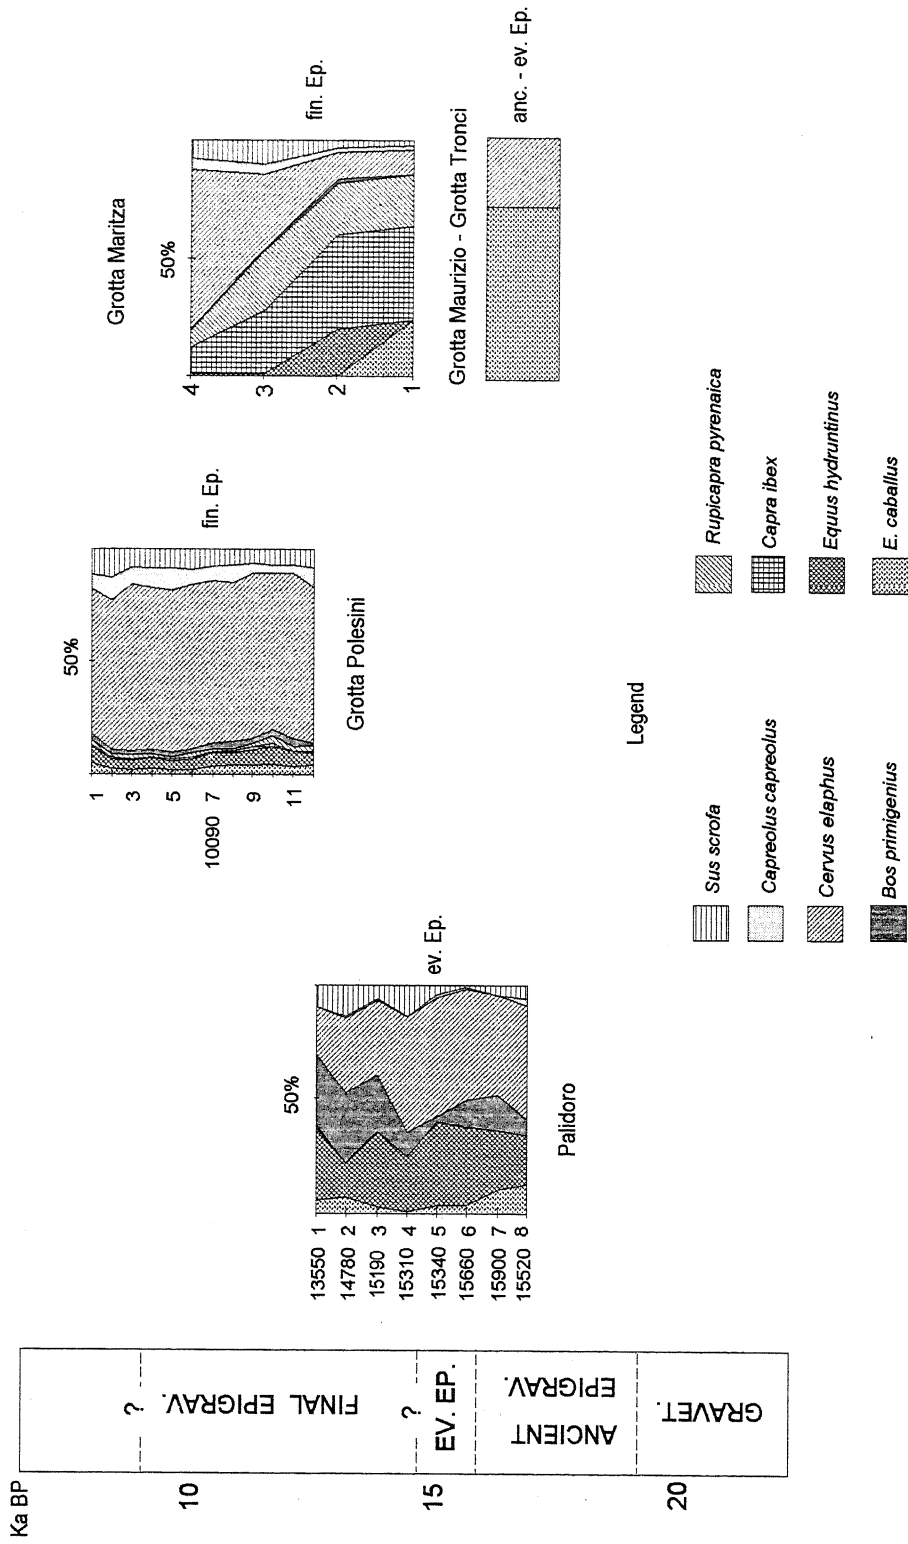 Ka BP
10
15
20
?
FINAL EPIGRAV.
?
EV. EP.
ANCIENT
EPIGRAV.
GRAVET.
50%
13550 1
14780 2
15190 3
15310 4
15340 5
15660 6
15900 7
15520 8
ev. Ep.
Palidoro
50%
1
3
5
10090 7
9
11
fin. Ep.
Grotta Polesini
Grotta Maritza
50%
4
3
2
1
fin. Ep.
Grotta Maurizio - Grotta Tronci
anc. - ev. Ep.
Legend
Sus scrofa
Capreolus capreolus
Cervus elaphus
Bos primigenius
Rupicapra pyrenaica
Capra ibex
Equus hydruntinus
E. caballus